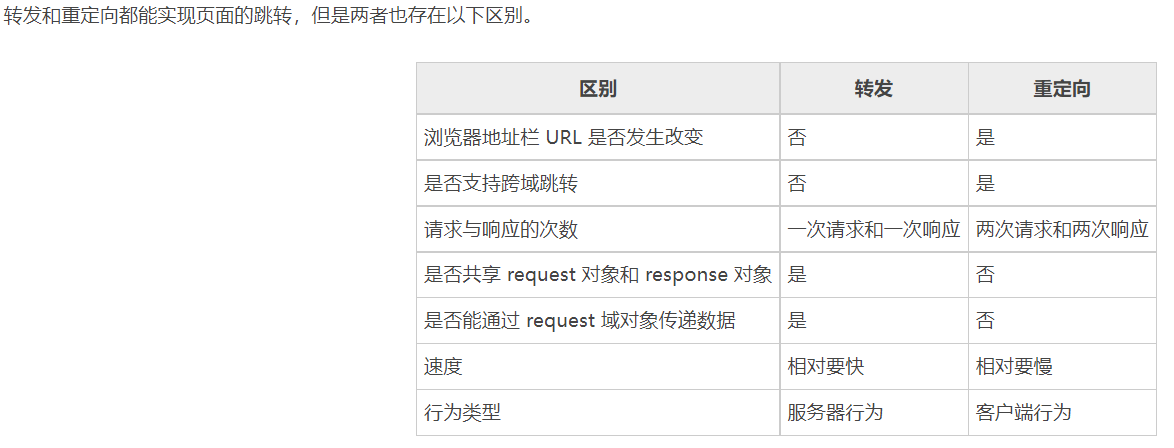 转发和重定向都能实现页面的跳转，但是两者也存在以下区别。
区别 转发 重定向
浏览器地址栏 URL 是否发生改变 否 是
是否支持跨域跳转 否 是
请求与响应的次数 一次请求和一次响应 两次请求和两次响应
是否共享 request 对象和 response 对象 是 否
是否能通过 request 域对象传递数据 是 否
速度 相对要快 相对要慢
行为类型 服务器行为 客户端行为